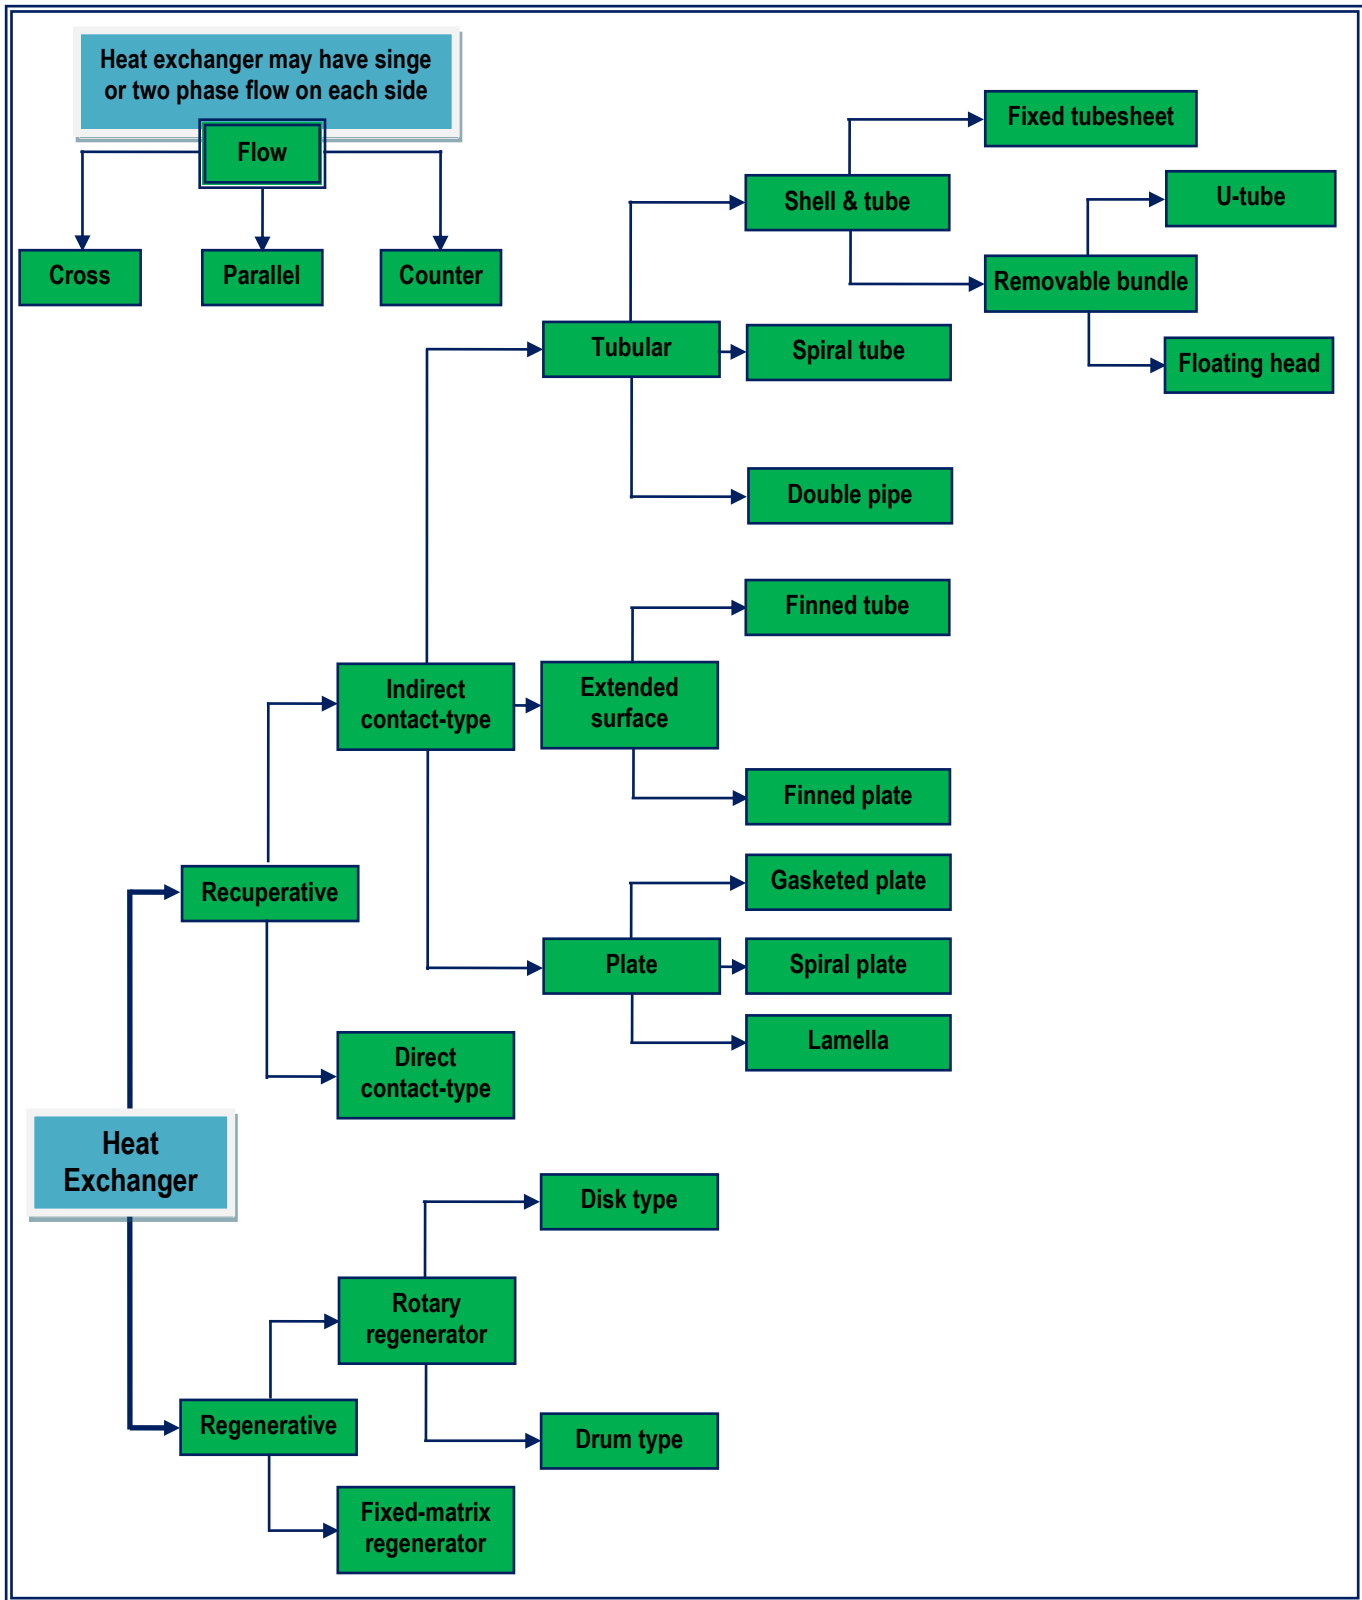 Heat exchanger may have singe
or two phase flow on each side
Flow
Cross
Parallel
Counter
Fixed tubesheet
Shell & tube
U-tube
Removable bundle
Tubular
Spiral tube
Floating head
Double pipe
Finned tube
Indirect
contact-type
Extended
surface
Finned plate
Recuperative
Gasketed plate
Plate
Spiral plate
Lamella
Direct
contact-type
Heat
Exchanger
Disk type
Rotary
regenerator
Regenerative
Drum type
Fixed-matrix
regenerator